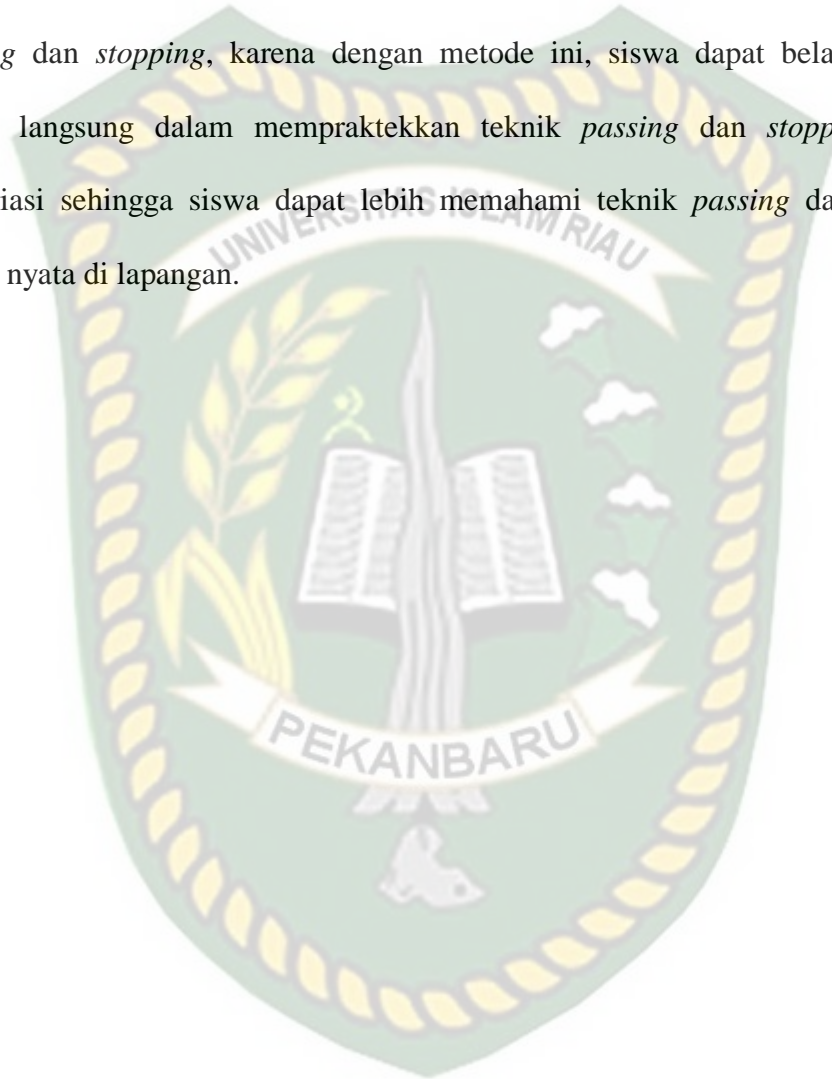 g dan stopping, karena dengan metode ini, siswa dapat bela
langsung dalam mempraktekkan teknik passing dan stopp
iasi sehingga siswa dapat lebih memahami teknik passing da
UNIVERSITAS ISLAM RIAU
nyata di lapangan.
PEKANBARU